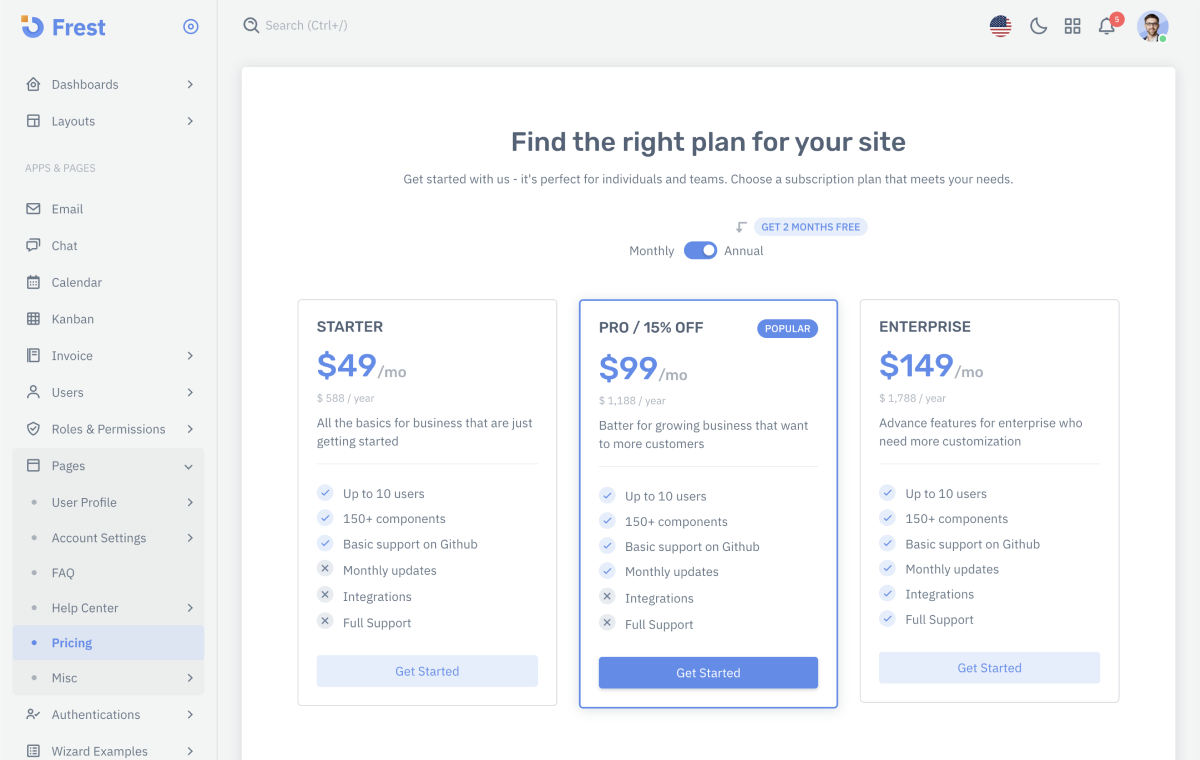 Frest
Search (Ctrl+/)
5
Dashboards
Layouts
APPS & PAGES
Email
Chat
Calendar
Kanban
Invoice
Users
Roles & Permissions
Pages
User Profile
Account Settings
FAQ
Help Center
Pricing
Misc
Authentications
Wizard Examples
Find the right plan for your site
Get started with us - it's perfect for individuals and teams. Choose a subscription plan that meets your needs.
GET 2 MONTHS FREE
Monthly Annual
STARTER
$49/mo
$ 588 / year
All the basics for business that are just
getting started
Up to 10 users
150+ components
Basic support on Github
Monthly updates
Integrations
Full Support
Get Started
PRO / 15% OFF
POPULAR
$99/mo
$ 1,188 / year
Batter for growing business that want
to more customers
Up to 10 users
150+ components
Basic support on Github
Monthly updates
Integrations
Full Support
Get Started
ENTERPRISE
$149/mo
$ 1,788 / year
Advance features for enterprise who
need more customization
Up to 10 users
150+ components
Basic support on Github
Monthly updates
Integrations
Full Support
Get Started